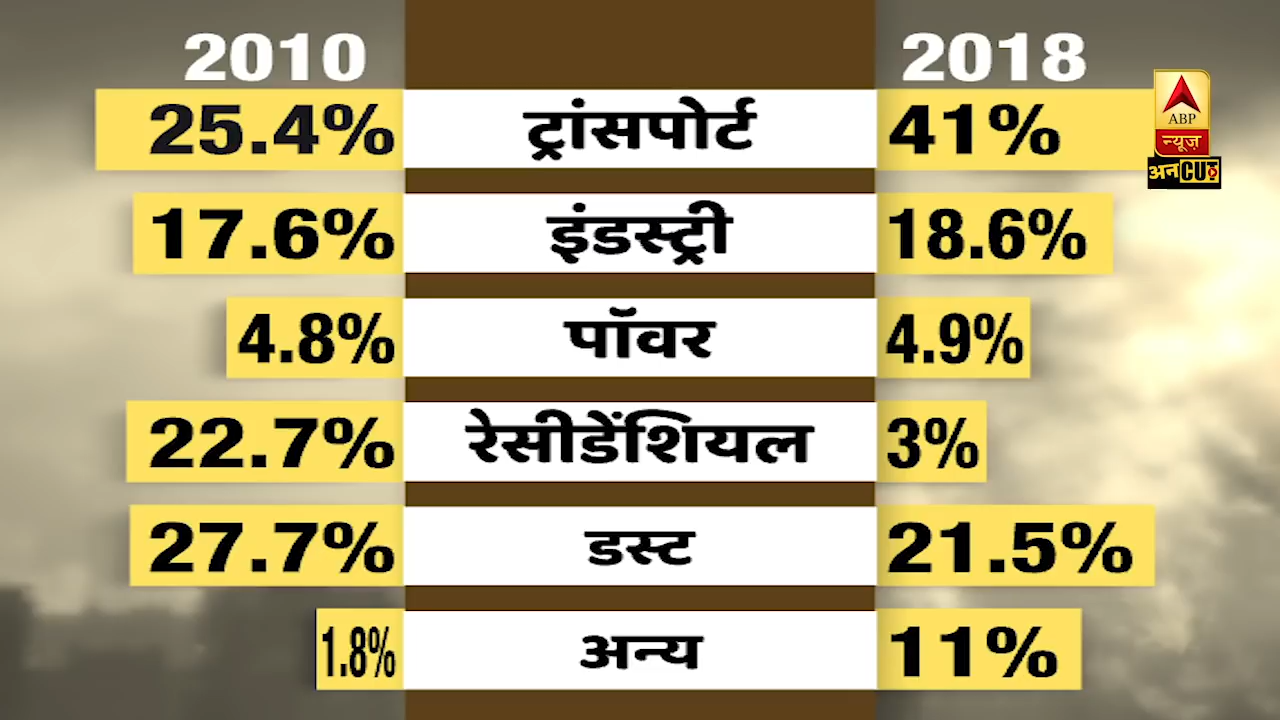 2010 2018
25.4% ट्रांसपोर्ट 41%
17.6% इंडस्ट्री 18.6%
4.8% पॉवर 4.9%
22.7% रेसीडेंशियल 3%
27.7% डस्ट 21.5%
1.8% अन्य 11%
ABP
न्यूज़
अनCUT